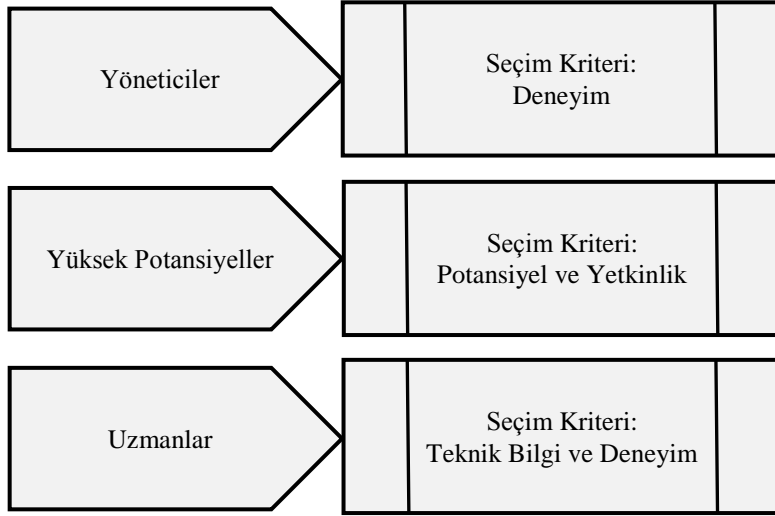 Yöneticiler
Seçim Kriteri:
Deneyim
Yüksek Potansiyeller
Seçim Kriteri:
Potansiyel ve Yetkinlik
Uzmanlar
Seçim Kriteri:
Teknik Bilgi ve Deneyim